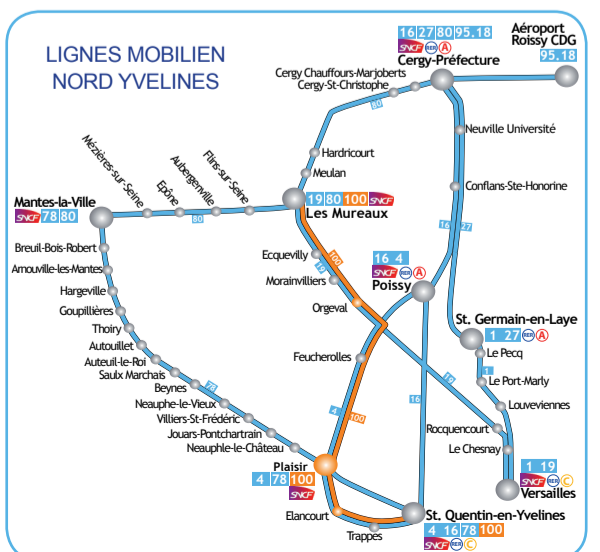 LIGNES MOBILIEN
NORD YVELINES
16 27 80 95.18
SNCF RER A
Cergy-Préfecture
Aéroport
Roissy CDG
95.18
Cergy Chauffours-Marjoberts
Cergy-St-Christophe
80
Neuville Université
Hardricourt
Meulan
Conflans-Ste-Honorine
Mézières-sur-Seine
Epône
Aubergenville
Flins-sur-Seine
Mantes-la-Ville
SNCF 78 80
80
19 80 100 SNCF
Les Mureaux
16 27
Breuil-Bois-Robert
Arnouville-les-Mantes
Hargeville
Goupillières
Thoiry
Autouillet
Auteuil-le-Roi
Saulx Marchais
Beynes
78
Neauphe-le-Vieux
Villiers-St-Frédéric
Jouars-Pontchartrain
Neauphle-le-Château
Ecquevilly
100
19
Morainvilliers
Orgeval
16 4
SNCF RER A
Poissy
St. Germain-en-Laye
1 27 RER A
Le Pecq
1
Le Port-Marly
Louveciennes
Feucherolles
19
16
4 100
Rocquencourt
Le Chesnay
Plaisir
4 78 100
SNCF
1 19
SNCF RER C
Versailles
Elancourt
Trappes
St. Quentin-en-Yvelines
4 16 78 100
SNCF RER C